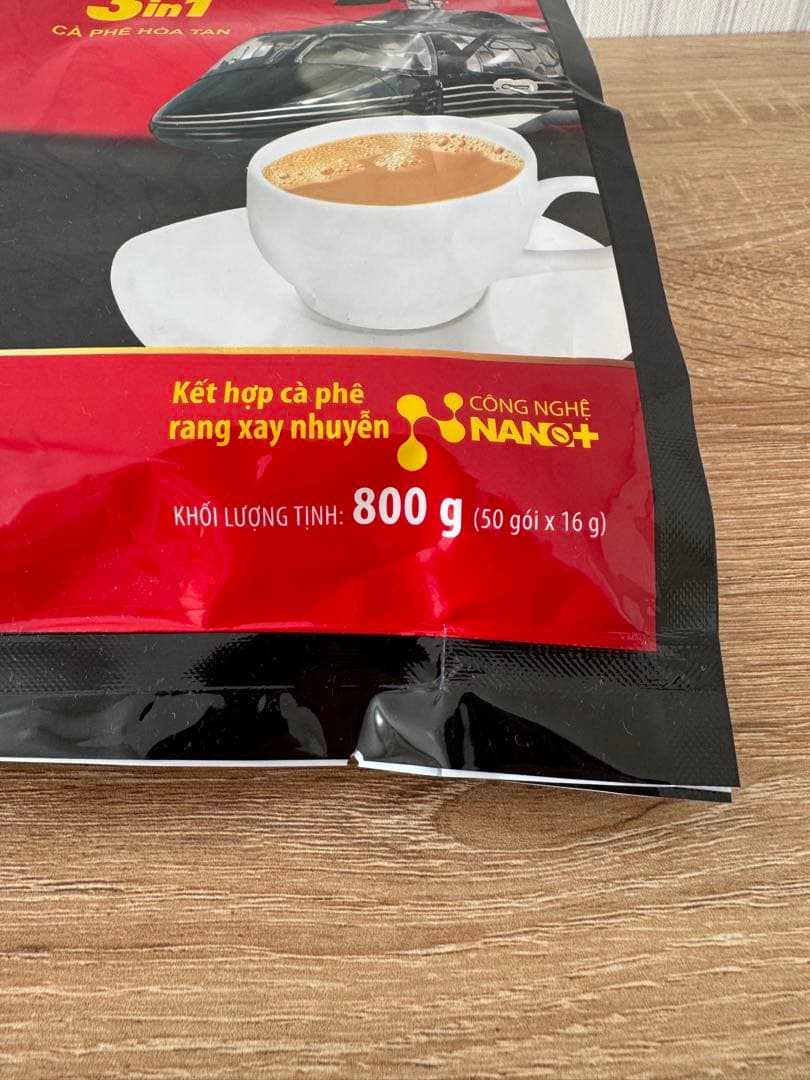 3in1
CÀ PHÊ HÒA TAN
Kết hợp cà phê
rang xay nhuyễn
CÔNG NGHỆ
NANO+
KHỐI LƯỢNG TỊNH: 800 g (50 gói x 16 g)